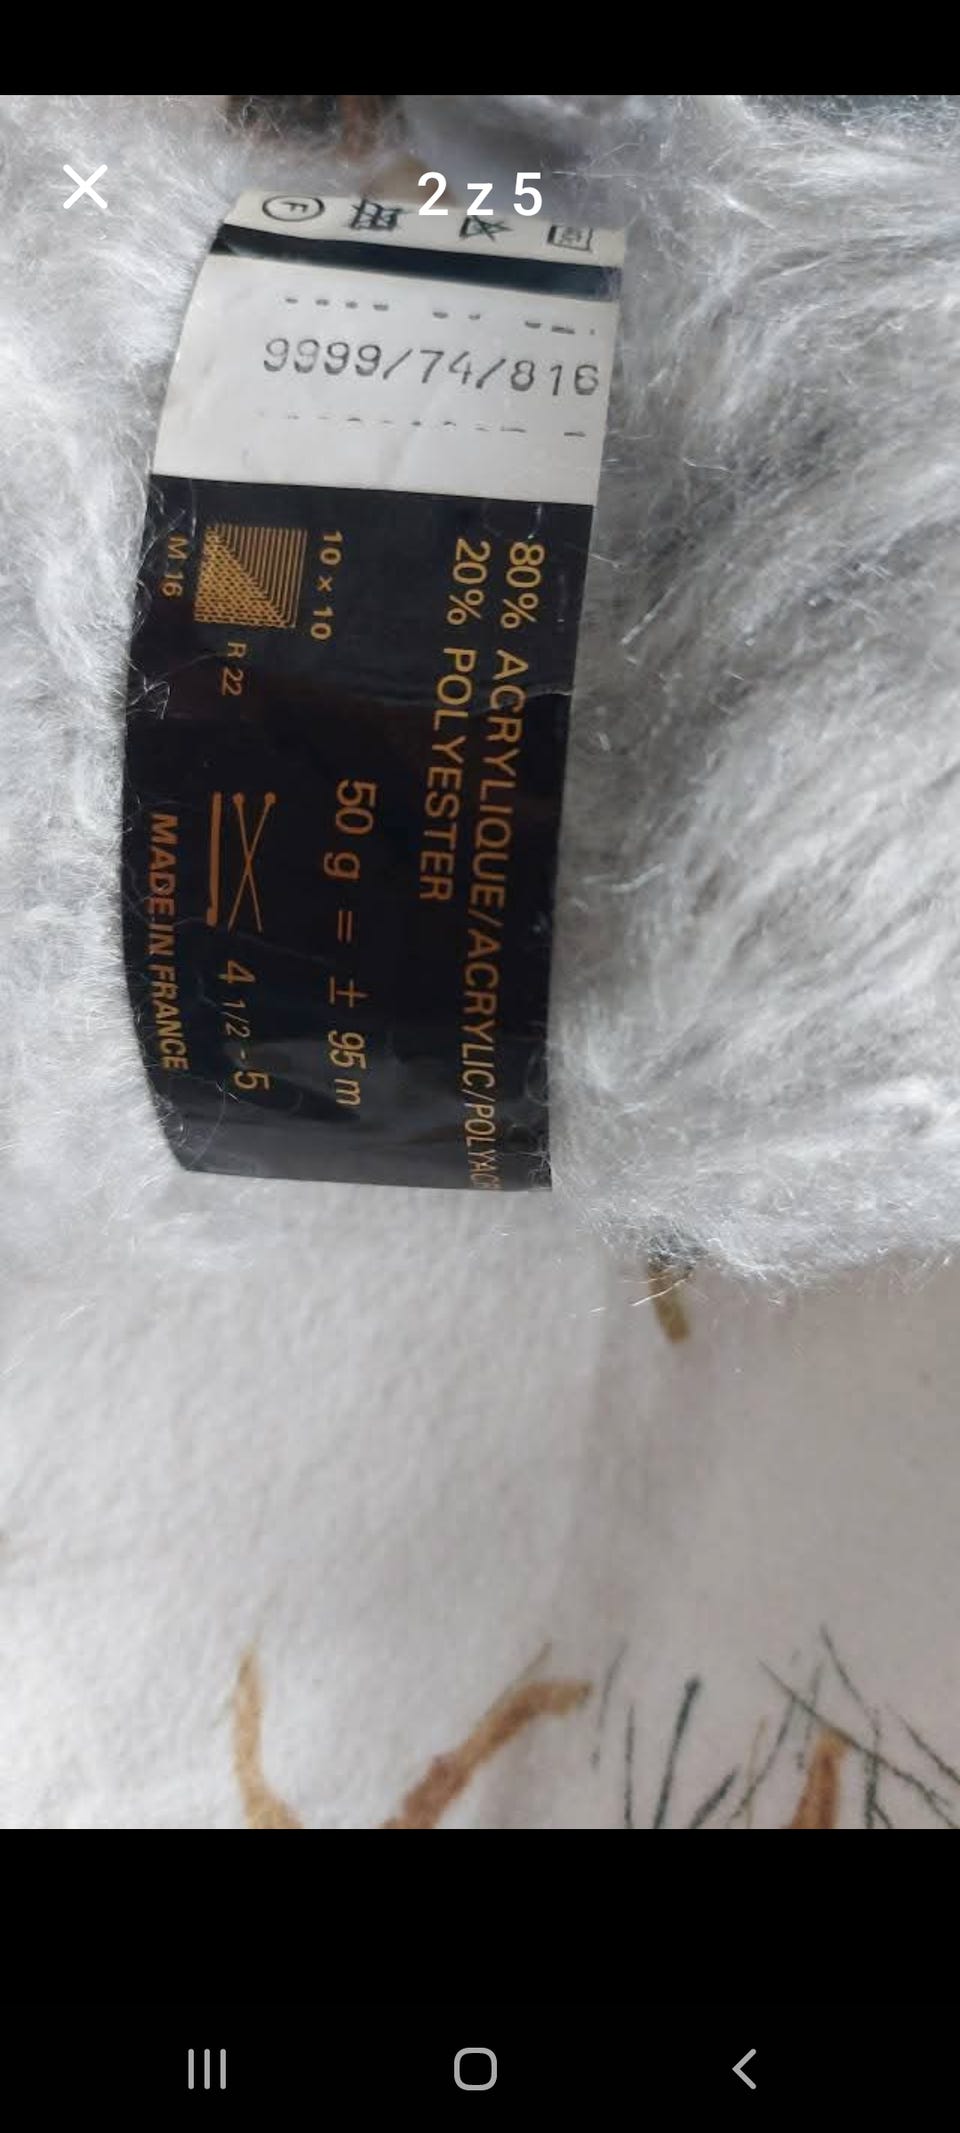 2 z 5
9999/74/816
80% ACRYLIQUE/ACRYLIC/POLYACR
20% POLYESTER
10 x 10
M 16
R 22
50 g = ± 95 m
4 1/2 - 5
MADE IN FRANCE